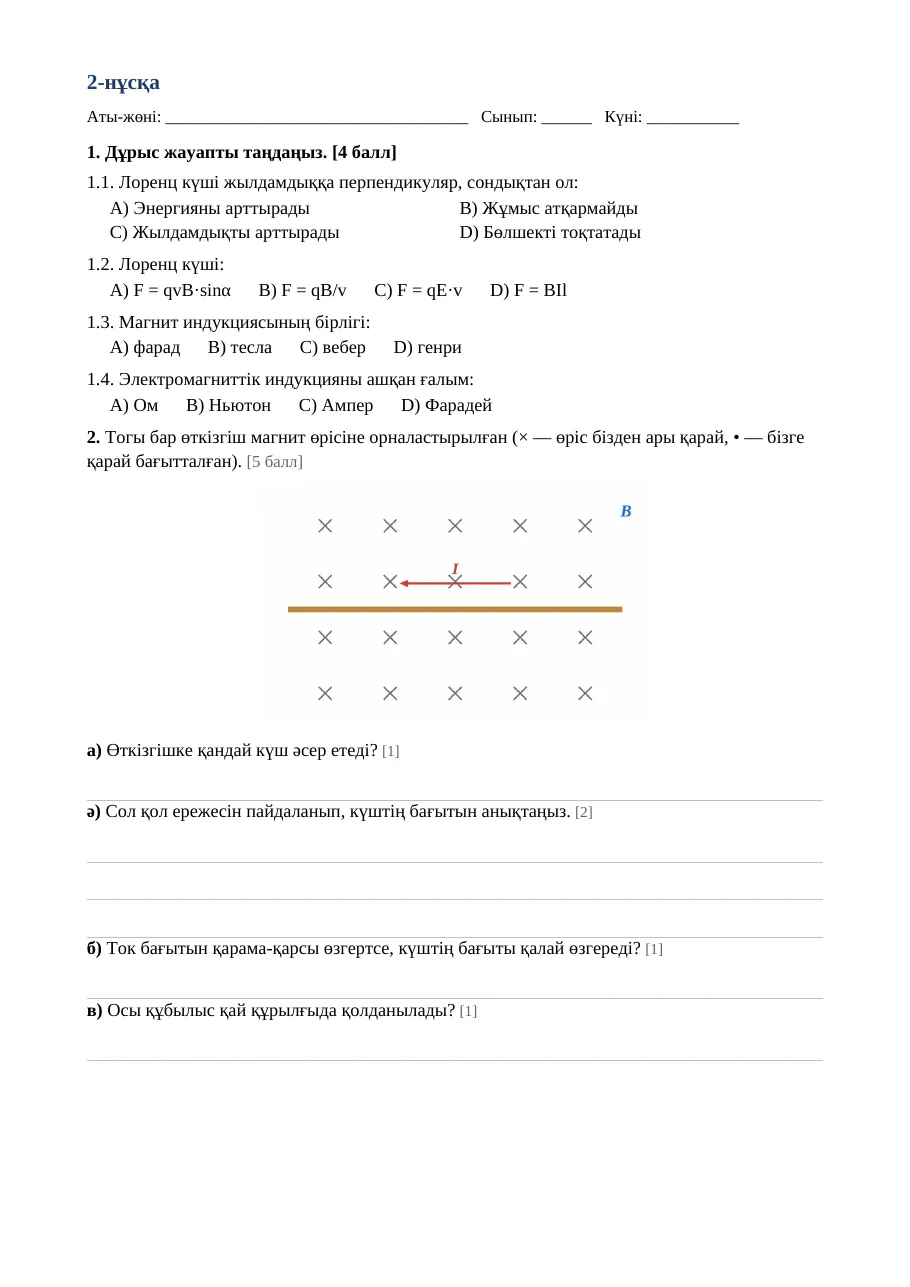 2-нұсқа
Аты-жөні: ____________________________________ Сынып: ______ Күні: ___________
1. Дұрыс жауапты таңдаңыз. [4 балл]
1.1. Лоренц күші жылдамдыққа перпендикуляр, сондықтан ол:
A) Энергияны арттырады B) Жұмыс атқармайды
C) Жылдамдықты арттырады D) Бөлшекті тоқтатады
1.2. Лоренц күші:
A) F = qvB·sinα B) F = qB/v C) F = qE·v D) F = BIl
1.3. Магнит индукциясының бірлігі:
A) фарад B) тесла C) вебер D) генри
1.4. Электромагниттік индукцияны ашқан ғалым:
A) Ом B) Ньютон C) Ампер D) Фарадей
2. Тогы бар өткізгіш магнит өрісіне орналастырылған (× — өріс бізден ары қарай, • — бізге
қарай бағытталған). [5 балл]
B
I
а) Өткізгішке қандай күш әсер етеді? [1]
ә) Сол қол ережесін пайдаланып, күштің бағытын анықтаңыз. [2]
б) Ток бағытын қарама-қарсы өзгертсе, күштің бағыты қалай өзгереді? [1]
в) Осы құбылыс қай құрылғыда қолданылады? [1]